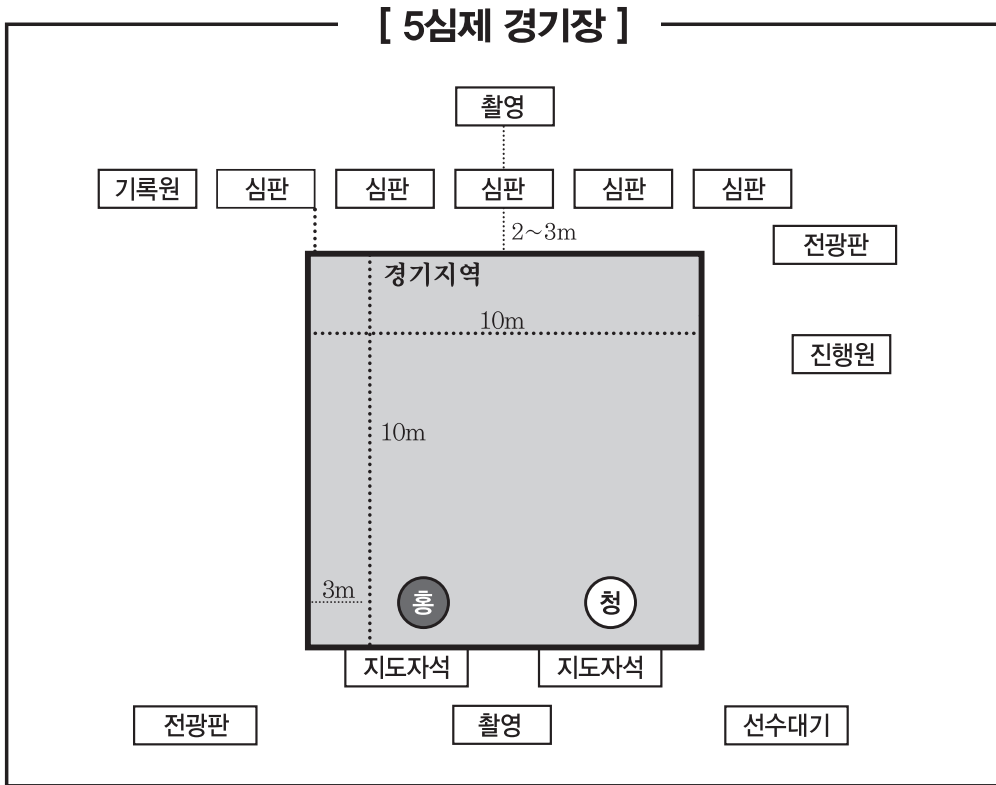 [ 5심제 경기장 ]
촬영
기록원 심판 심판 심판 심판 심판
2~3m
전광판
경기지역
10m
진행원
10m
3m
홍 청
지도자석 지도자석
전광판 촬영 선수대기